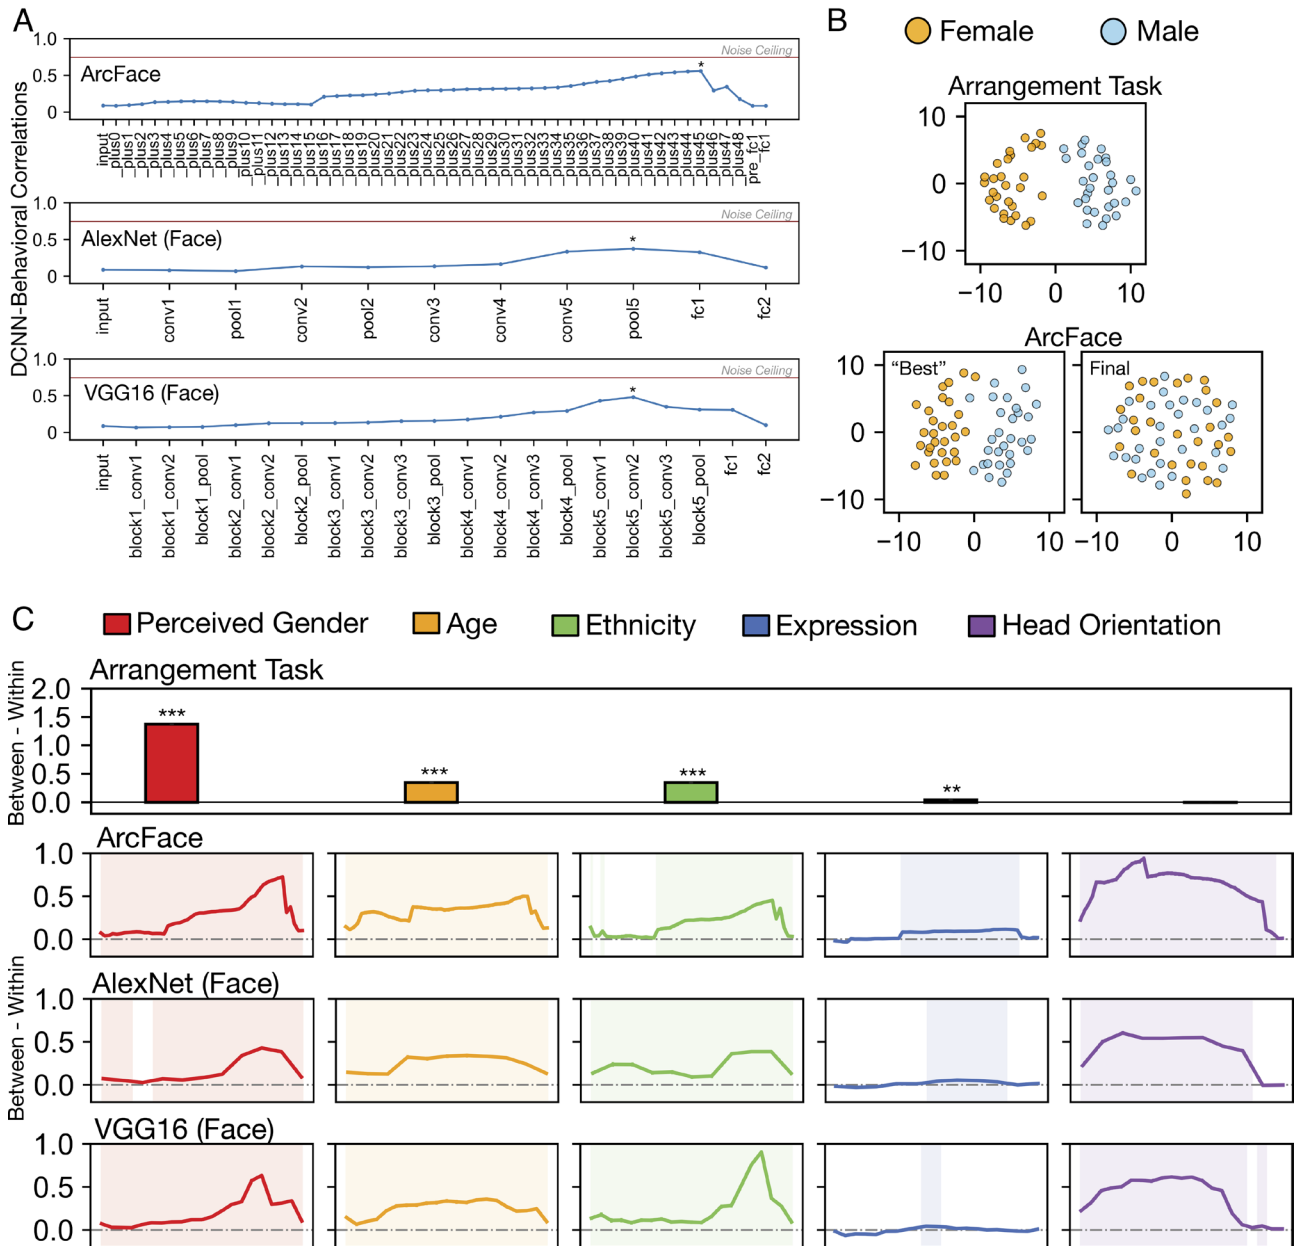 A
DCNN-Behavioral Correlations
1.0
0.5
0
Noise Ceiling
ArcFace
*
input
_plus0
_plus1
_plus2
_plus3
_plus4
_plus5
_plus6
_plus7
_plus8
_plus9
_plus10
_plus11
_plus12
_plus13
_plus14
_plus15
_plus16
_plus17
_plus18
_plus19
_plus20
_plus21
_plus22
_plus23
_plus24
_plus25
_plus26
_plus27
_plus28
_plus29
_plus30
_plus31
_plus32
_plus33
_plus34
_plus35
_plus36
_plus37
_plus38
_plus39
_plus40
_plus41
_plus42
_plus43
_plus44
_plus45
_plus46
_plus47
_plus48
pre_fc1
fc1
1.0
0.5
0
Noise Ceiling
AlexNet (Face)
*
input
conv1
pool1
conv2
pool2
conv3
conv4
conv5
pool5
fc1
fc2
1.0
0.5
0
Noise Ceiling
VGG16 (Face)
*
input
block1_conv1
block1_conv2
block1_pool
block2_conv1
block2_conv2
block2_pool
block3_conv1
block3_conv2
block3_conv3
block3_pool
block4_conv1
block4_conv2
block4_conv3
block4_pool
block5_conv1
block5_conv2
block5_conv3
block5_pool
fc1
fc2
B
Female Male
Arrangement Task
10
0
−10
−10 0 10
ArcFace
10
0
−10
“Best”
Final
−10 0 10
−10 0 10
C
Perceived Gender Age Ethnicity Expression Head Orientation
Arrangement Task
Between - Within
2.0
1.5
1.0
0.5
0.0
*** *** *** **
ArcFace
1.0
0.5
0.0
AlexNet (Face)
Between - Within
1.0
0.5
0.0
VGG16 (Face)
1.0
0.5
0.0